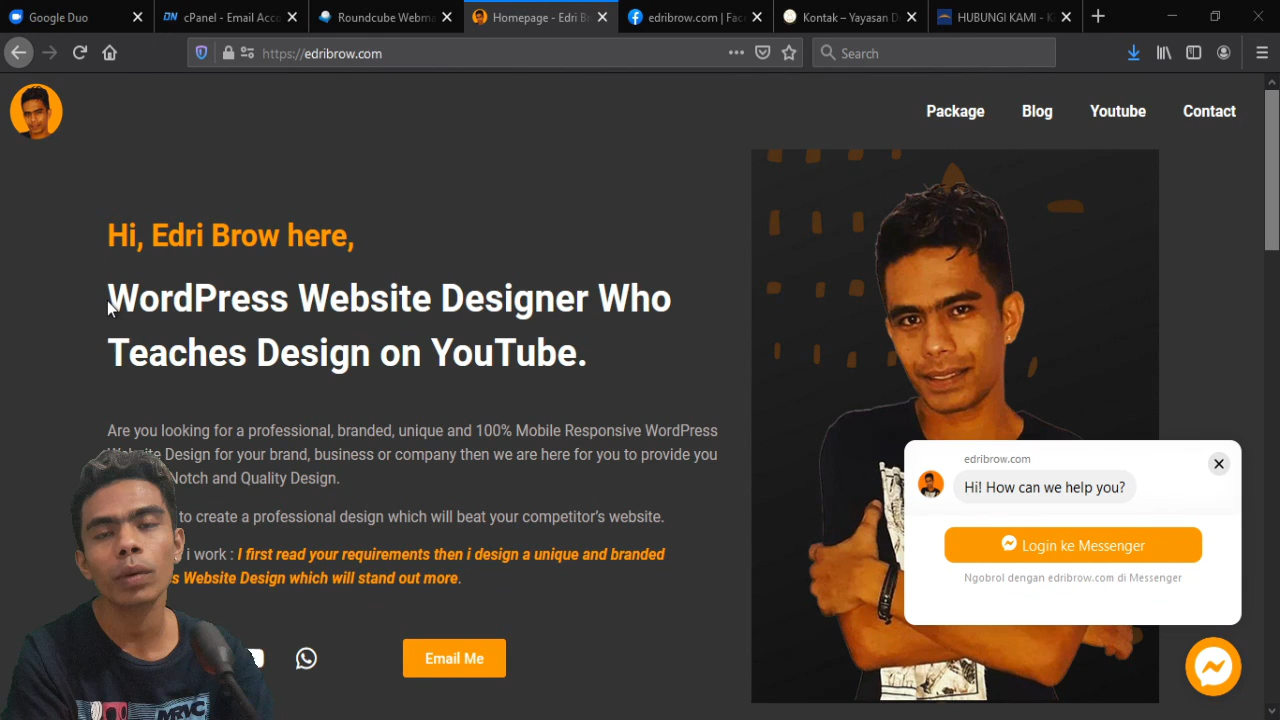 Google Duo
cPanel - Email Acco
Roundcube Webma
Homepage - Edri B
edribrow.com | Fac
Kontak – Yayasan D
HUBUNGI KAMI - K
https://edribrow.com
Search
Package Blog Youtube Contact
Hi, Edri Brow here,
WordPress Website Designer Who
Teaches Design on YouTube.
Are you looking for a professional, branded, unique and 100% Mobile Responsive WordPress
Website Design for your brand, business or company then we are here for you to provide you
Notch and Quality Design.
to create a professional design which will beat your competitor's website.
i work : I first read your requirements then i design a unique and branded
s Website Design which will stand out more.
Email Me
edribrow.com
Hi! How can we help you?
Login ke Messenger
Ngobrol dengan edribrow.com di Messenger